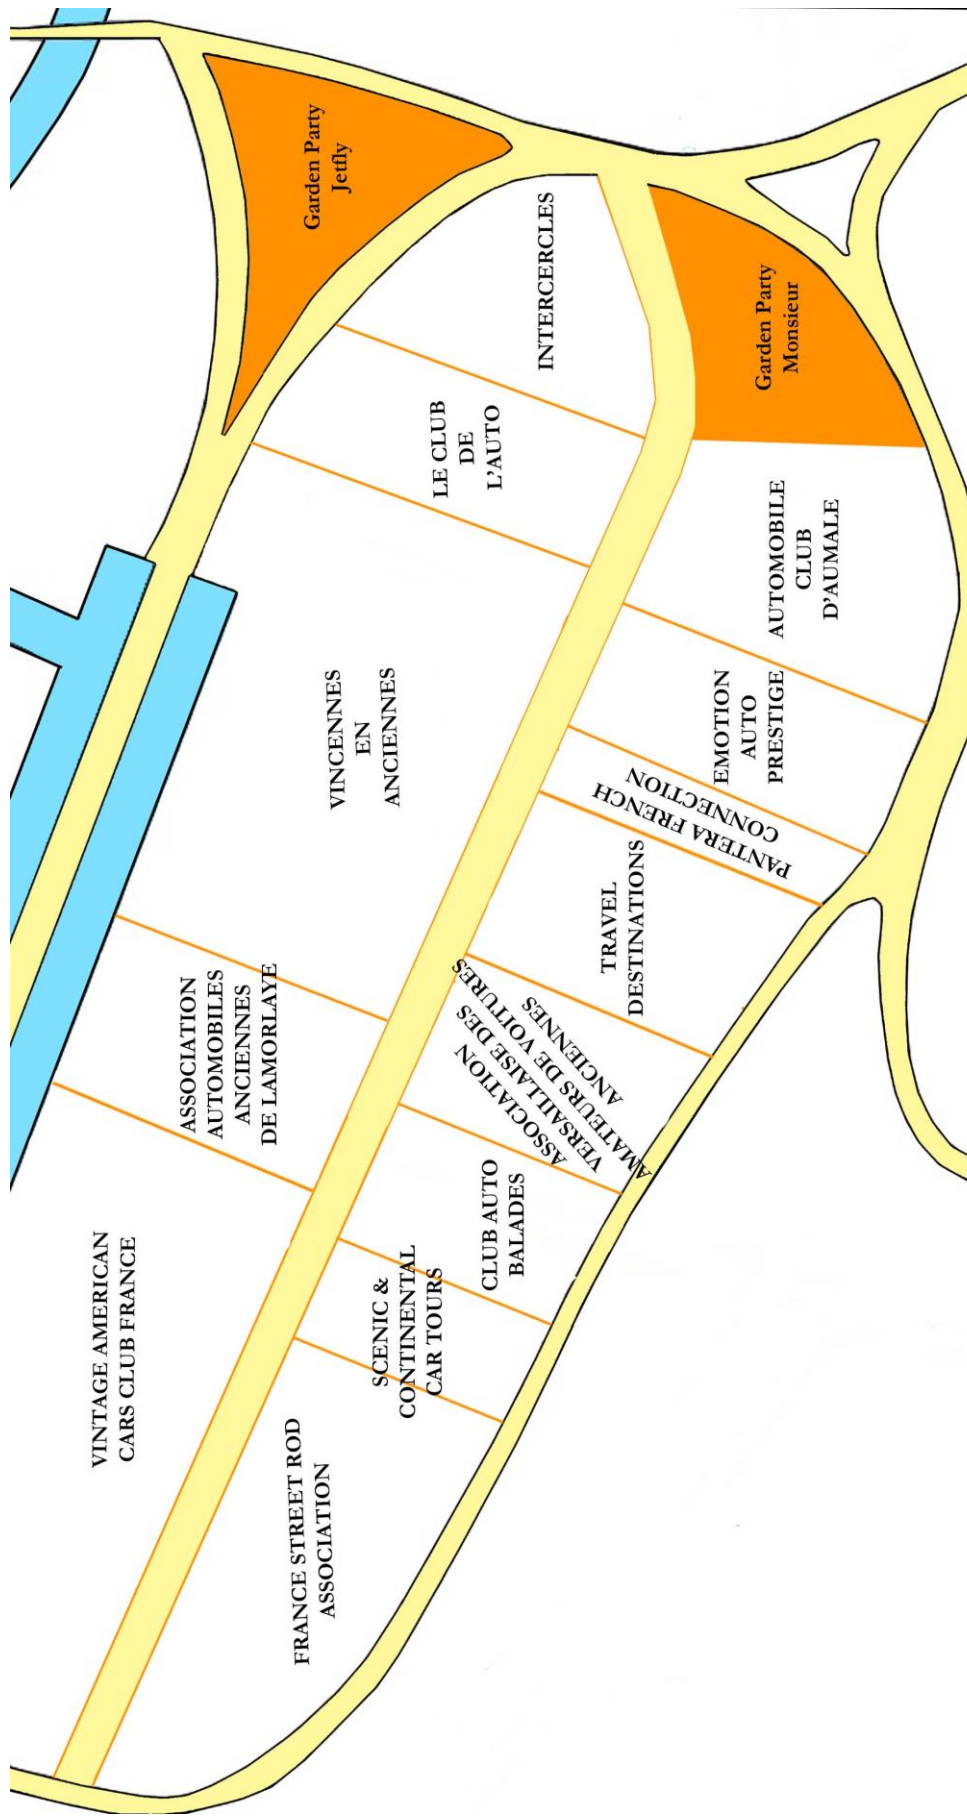 Garden Party
Jetfly
INTERCERCLES
Garden Party
Monsieur
LE CLUB
DE
L'AUTO
AUTOMOBILE
CLUB
D'AUMALE
VINCENNES
EN
ANCIENNES
EMOTION
AUTO
PRESTIGE
PANTERA FRENCH
CONNECTION
TRAVEL
DESTINATIONS
ASSOCIATION
VERSAILLAISE DES
AMATEURS DE VOITURES
ANCIENNES
ASSOCIATION
AUTOMOBILES
ANCIENNES
DE LAMORLAYE
CLUB AUTO
BALADES
SCENIC &
CONTINENTAL
CAR TOURS
VINTAGE AMERICAN
CARS CLUB FRANCE
FRANCE STREET ROD
ASSOCIATION